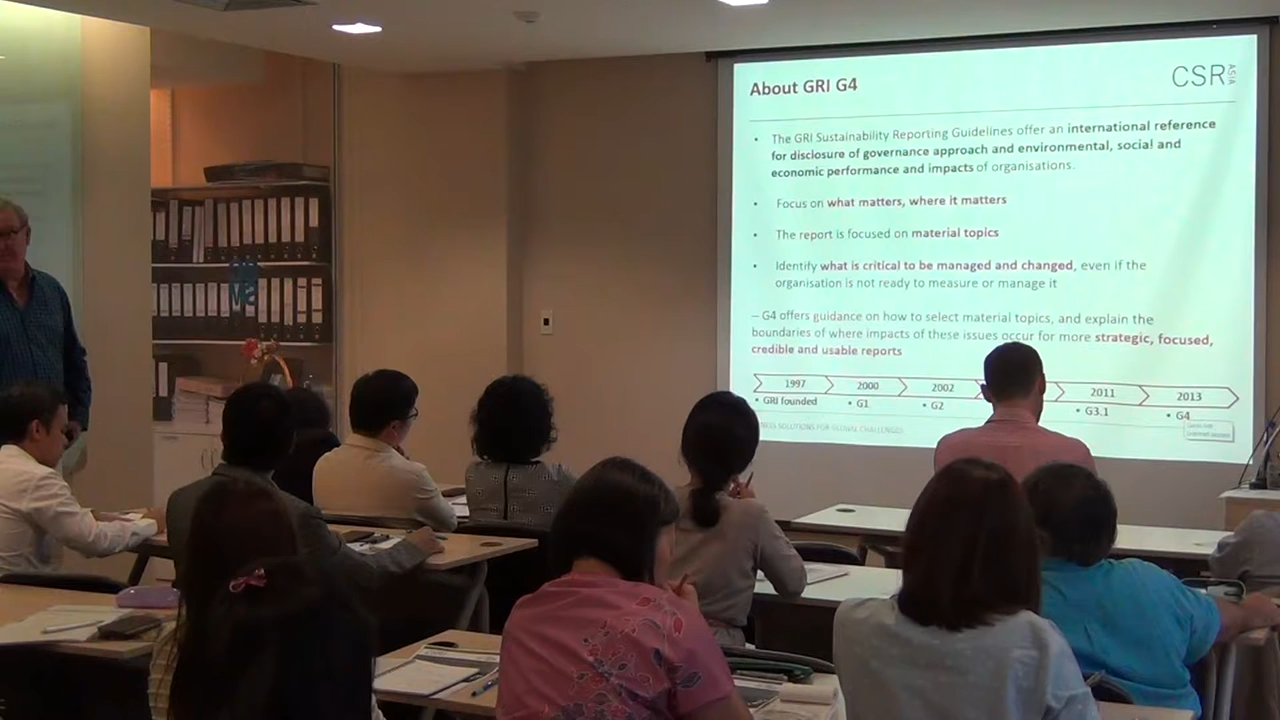 About GRI G4
CSR ASIA
• The GRI Sustainability Reporting Guidelines offer an international reference
for disclosure of governance approach and environmental, social and
economic performance and impacts of organisations.
• Focus on what matters, where it matters
• The report is focused on material topics
• Identify what is critical to be managed and changed, even if the
organisation is not ready to measure or manage it
– G4 offers guidance on how to select material topics, and explain the
boundaries of where impacts of these issues occur for more strategic, focused,
credible and usable reports
1997 2000 2002 2011 2013
• GRI founded • G1 • G2 • G3.1 • G4
SOLUTIONS FOR GLOBAL CHALLENGES